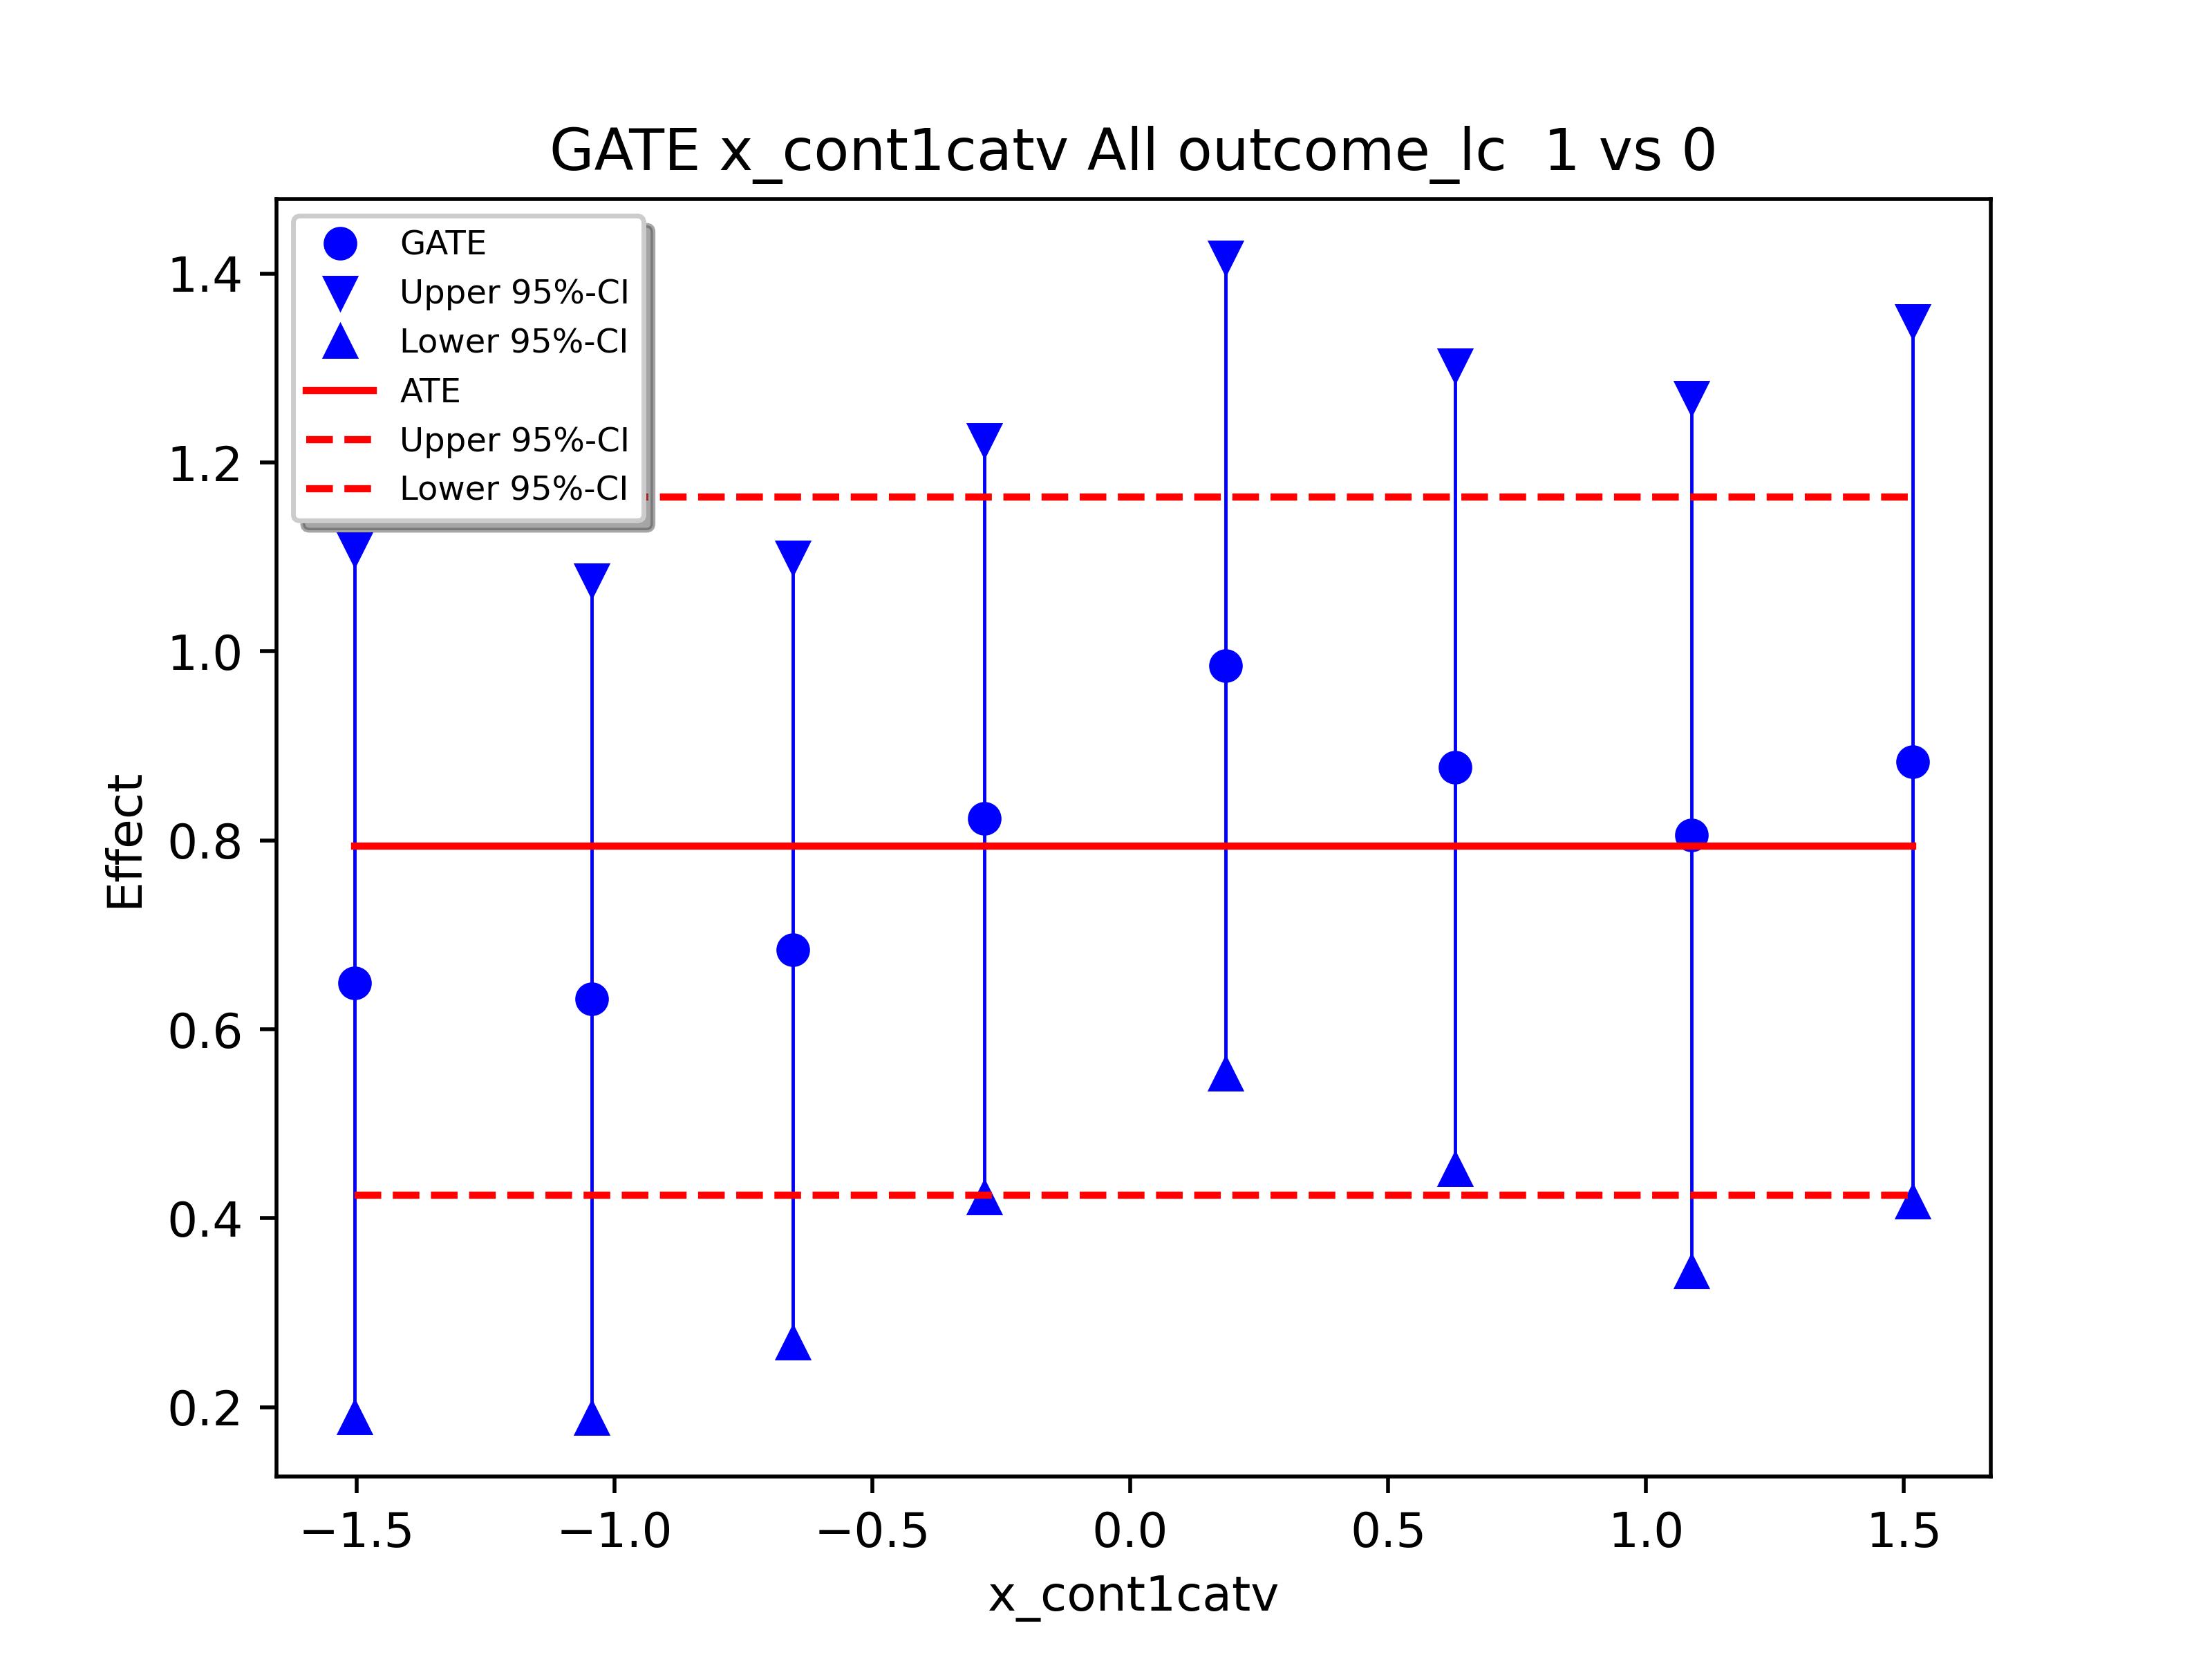 GATE x_cont1catv All outcome_lc  1 vs 0
GATE
Upper 95%-CI
Lower 95%-CI
ATE
Upper 95%-CI
Lower 95%-CI
1.4
1.2
1.0
0.8
0.6
0.4
0.2
Effect
−1.5 −1.0 −0.5 0.0 0.5 1.0 1.5
x_cont1catv